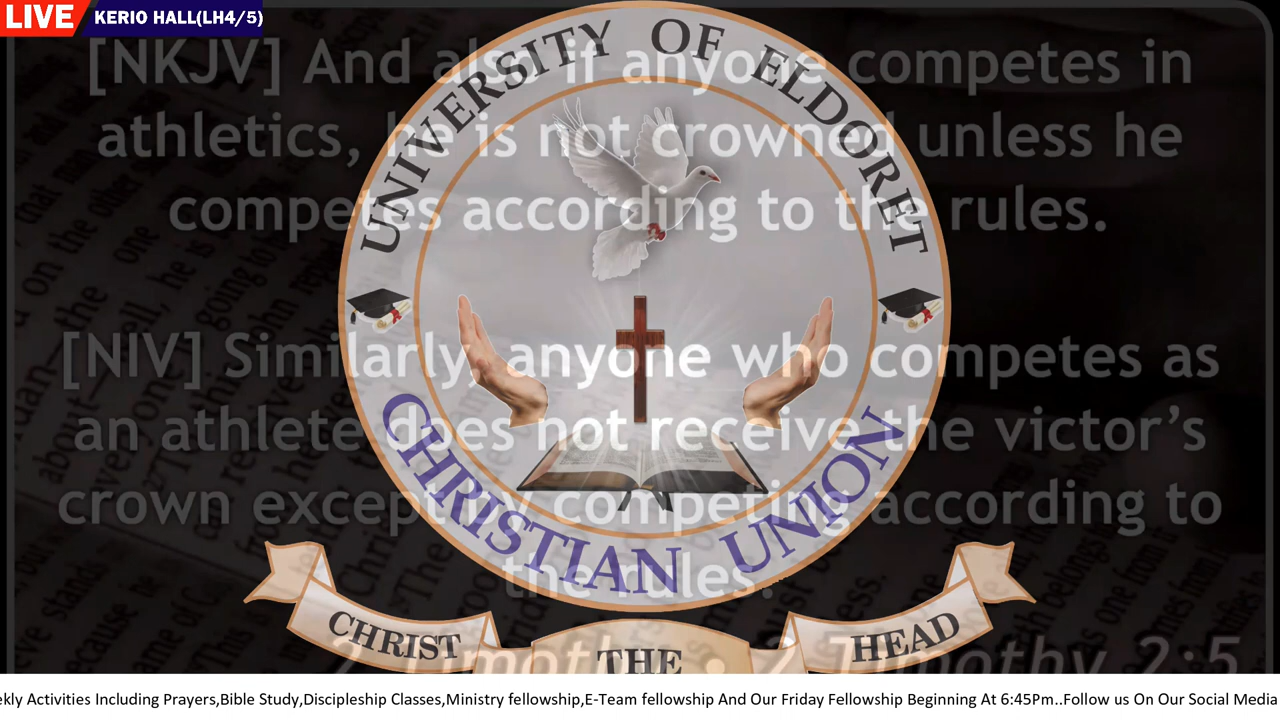 LIVE KERIO HALL(LH4/5)
[NKJV] And also if anyone competes in
athletics, he is not crowned unless he
competes according to the rules.
[NIV] Similarly, anyone who competes as
an athlete does not receive the victor’s
crown except by competing according to
the rules.
2 Timothy • 2 Timothy 2:5
UNIVERSITY OF ELDORET
CHRISTIAN UNION
CHRIST THE HEAD
ekly Activities Including Prayers,Bible Study,Discipleship Classes,Ministry fellowship,E-Team fellowship And Our Friday Fellowship Beginning At 6:45Pm..Follow us On Our Social Media